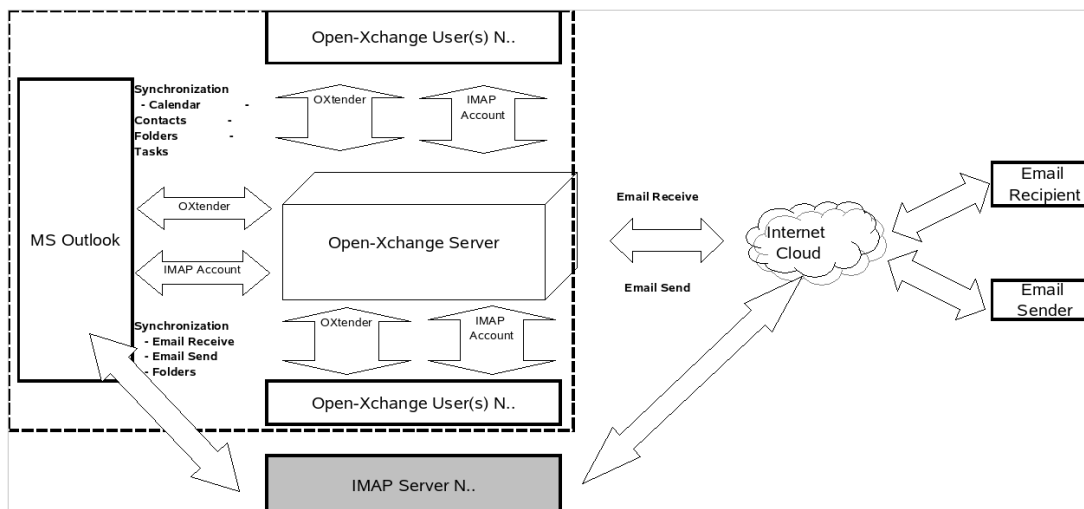 Open-Xchange User(s) N..
Synchronization
- Calendar -
Contacts -
Folders -
Tasks
OXtender
IMAP
Account
MS Outlook
OXtender
IMAP Account
Open-Xchange Server
Email Receive
Email Send
Internet
Cloud
Email
Recipient
Email
Sender
Synchronization
- Email Receive
- Email Send
- Folders
OXtender
IMAP
Account
Open-Xchange User(s) N..
IMAP Server N..